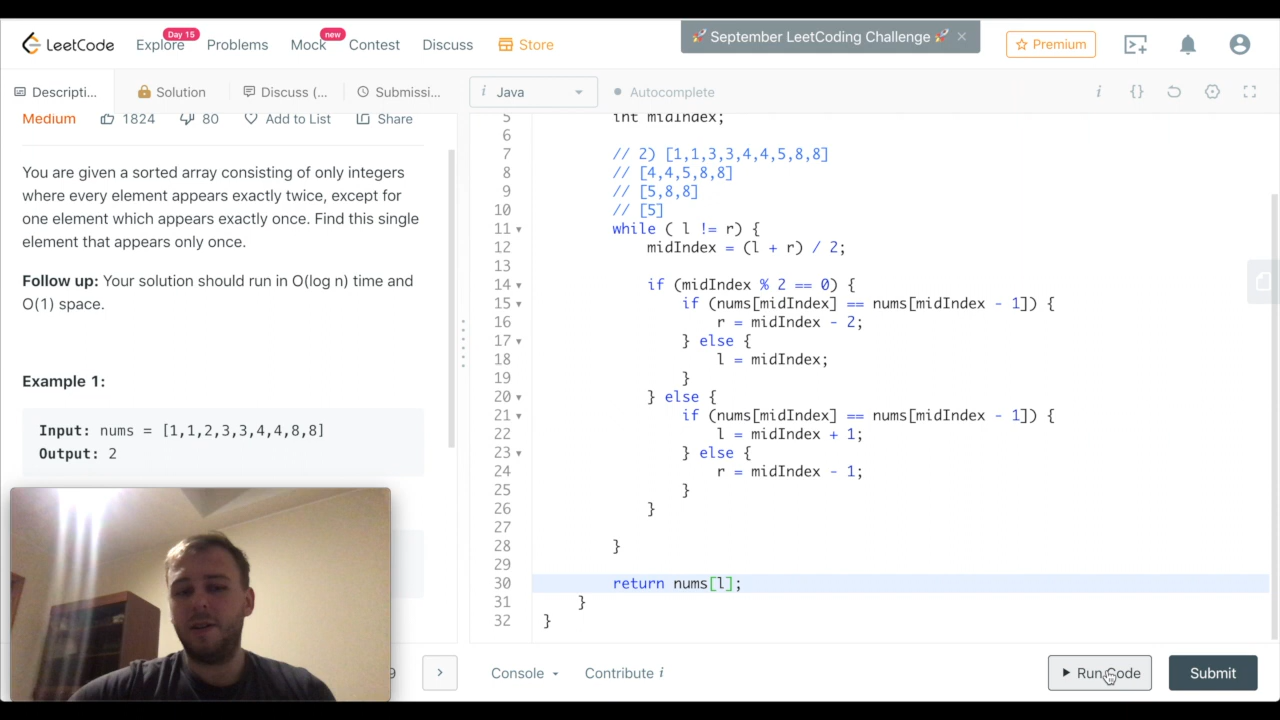 LeetCode
Explore
Day 15
Problems
Mock
new
Contest
Discuss
Store
🚀 September LeetCoding Challenge 🚀 ×
Premium
Descripti...
Solution
Discuss (...
Submissi...
i Java
Autocomplete
i {}
Medium 1824 80 Add to List Share
You are given a sorted array consisting of only integers
where every element appears exactly twice, except for
one element which appears exactly once. Find this single
element that appears only once.
Follow up: Your solution should run in O(log n) time and
O(1) space.
Example 1:
Input: nums = [1,1,2,3,3,4,4,8,8]
Output: 2
5 int midIndex;
6
7 // 2) [1,1,3,3,4,4,5,8,8]
8 // [4,4,5,8,8]
9 // [5,8,8]
10 // [5]
11 while ( l != r) {
12 midIndex = (l + r) / 2;
13
14 if (midIndex % 2 == 0) {
15 if (nums[midIndex] == nums[midIndex - 1]) {
16 r = midIndex - 2;
17 } else {
18 l = midIndex;
19 }
20 } else {
21 if (nums[midIndex] == nums[midIndex - 1]) {
22 l = midIndex + 1;
23 } else {
24 r = midIndex - 1;
25 }
26 }
27
28 }
29
30 return nums[l];
31 }
32 }
9 >
Console
Contribute i
Run Code
Submit